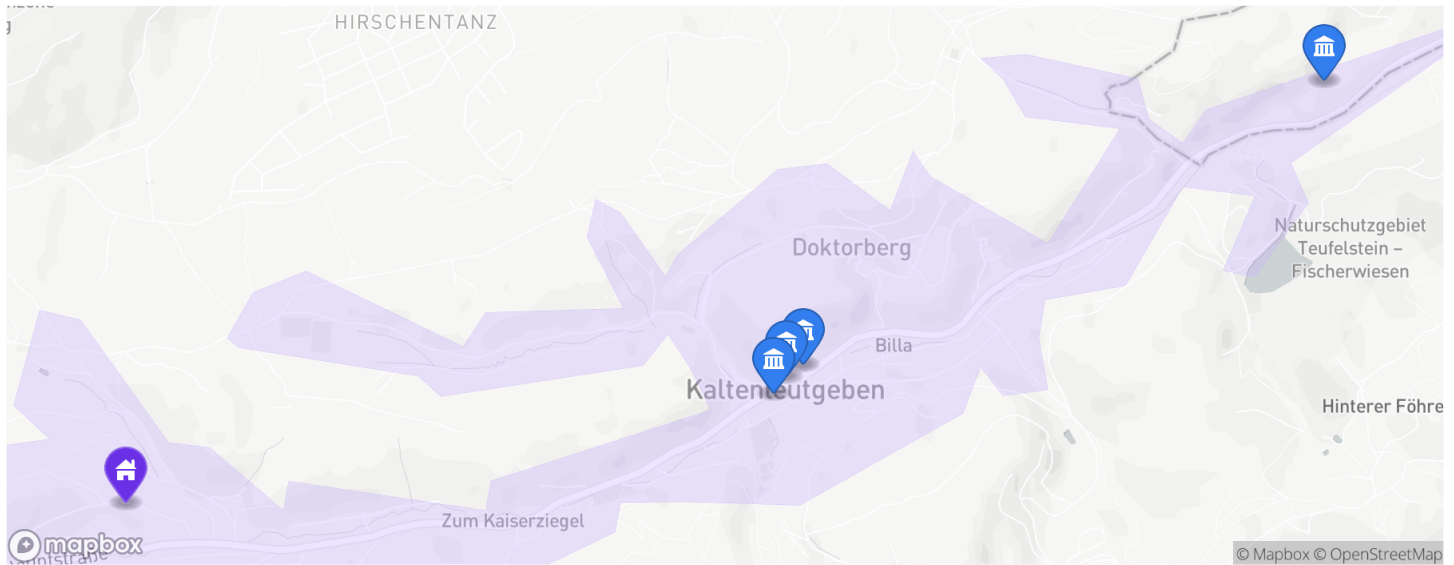 HIRSCHENTANZ
Doktorberg
Naturschutzgebiet
Teufelstein –
Fischerwiesen
Billa
Kaltenleutgeben
Hinterer Föhre
Zum Kaiserziegel
mapbox
© Mapbox © OpenStreetMap